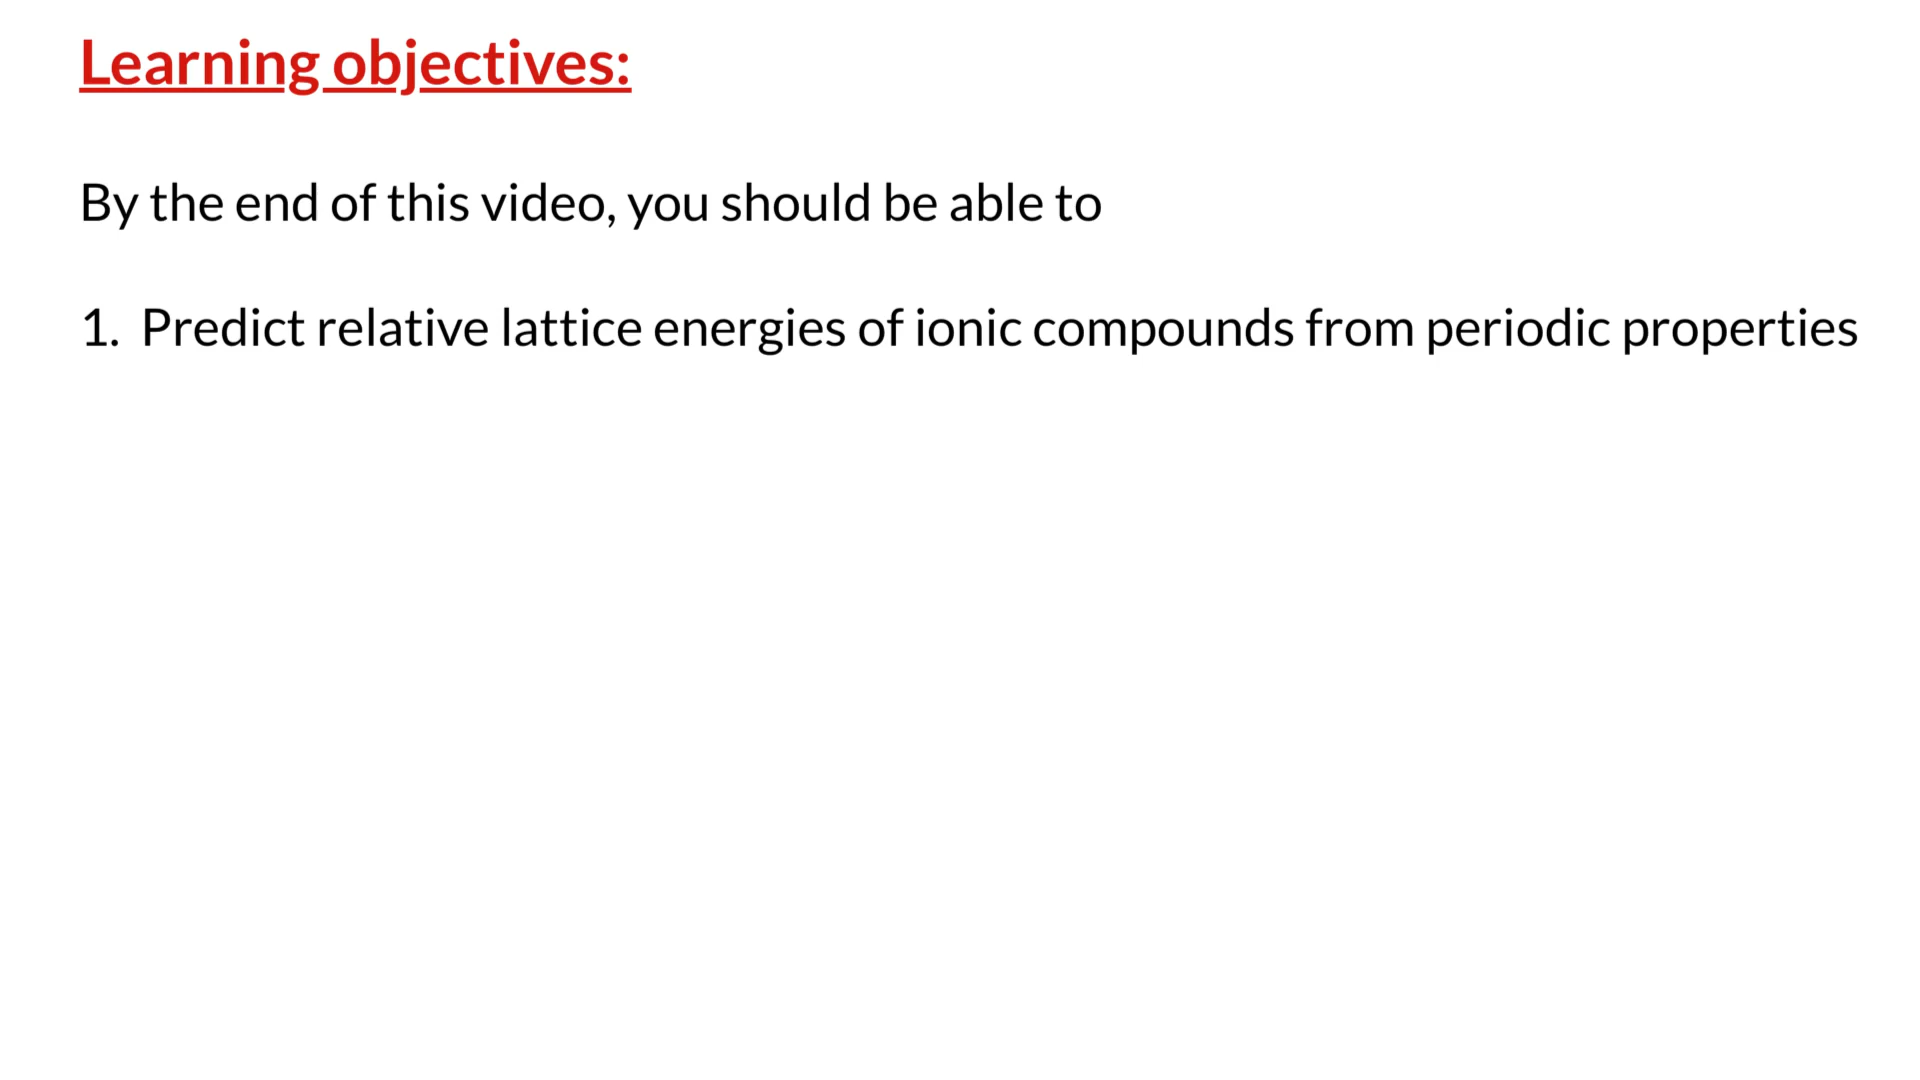 Learning objectives:
By the end of this video, you should be able to
1. Predict relative lattice energies of ionic compounds from periodic properties